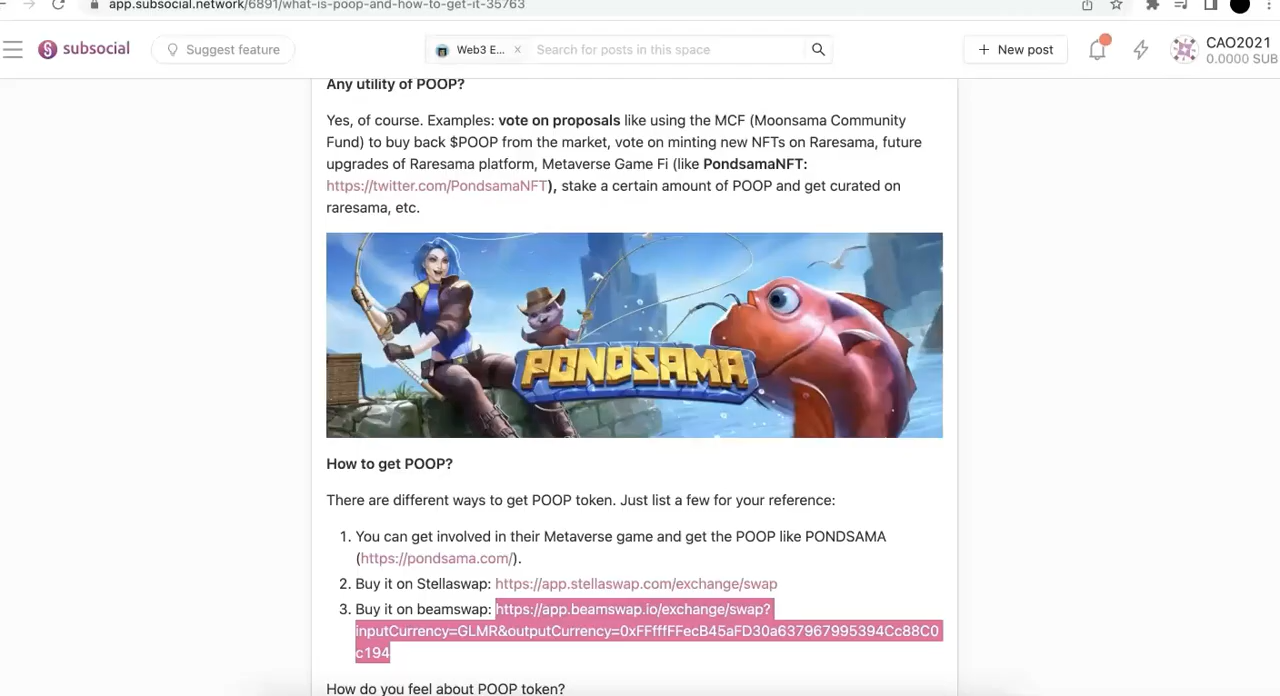 app.subsocial.network/6891/what-is-poop-and-how-to-get-it-35763
subsocial
Suggest feature
Web3 E... ×
Search for posts in this space
+ New post
CAO2021
0.0000 SUB
Any utility of POOP?
Yes, of course. Examples: vote on proposals like using the MCF (Moonsama Community
Fund) to buy back $POOP from the market, vote on minting new NFTs on Raresama, future
upgrades of Raresama platform, Metaverse Game Fi (like PondsamaNFT:
https://twitter.com/PondsamaNFT), stake a certain amount of POOP and get curated on
raresama, etc.
PONDSAMA
How to get POOP?
There are different ways to get POOP token. Just list a few for your reference:
1. You can get involved in their Metaverse game and get the POOP like PONDSAMA
(https://pondsama.com/).
2. Buy it on Stellaswap: https://app.stellaswap.com/exchange/swap
3. Buy it on beamswap: https://app.beamswap.io/exchange/swap?
inputCurrency=GLMR&outputCurrency=0xFFffFFecB45aFD30a637967995394Cc88C0
c194
How do you feel about POOP token?